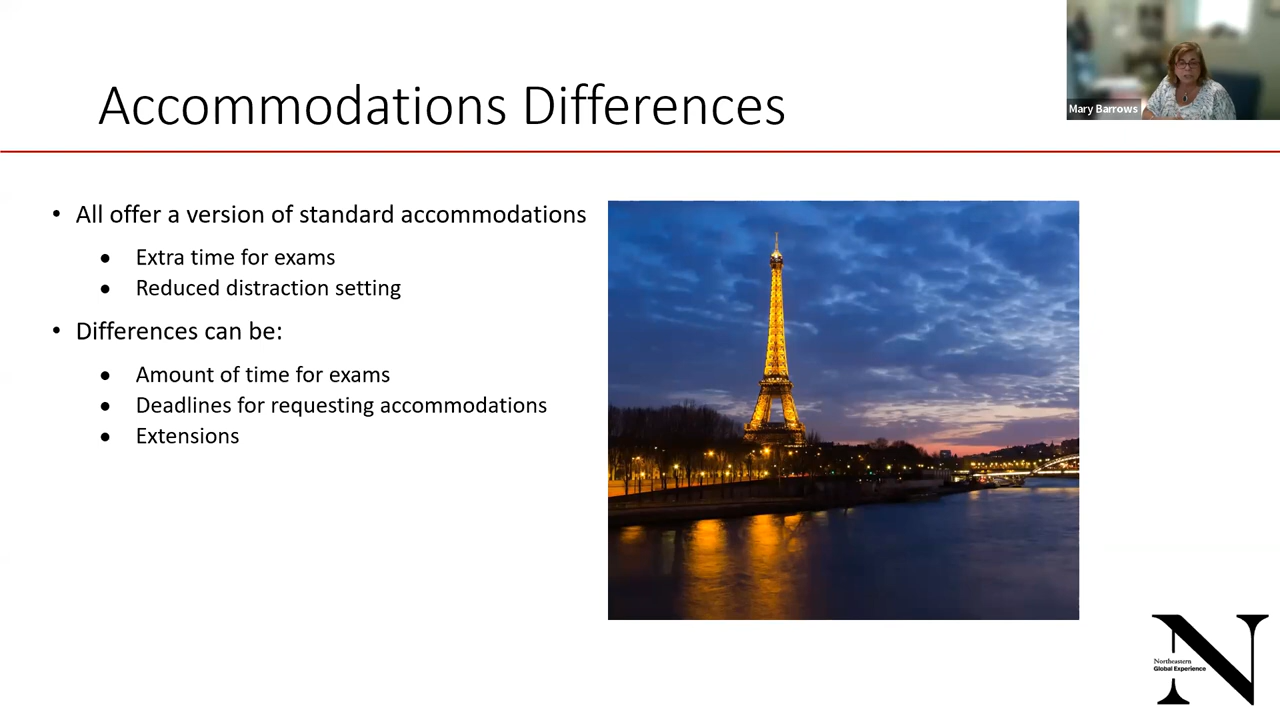 Accommodations Differences
Mary Barrows
• All offer a version of standard accommodations
● Extra time for exams
● Reduced distraction setting
• Differences can be:
● Amount of time for exams
● Deadlines for requesting accommodations
● Extensions
N
Northeastern
Global Experience